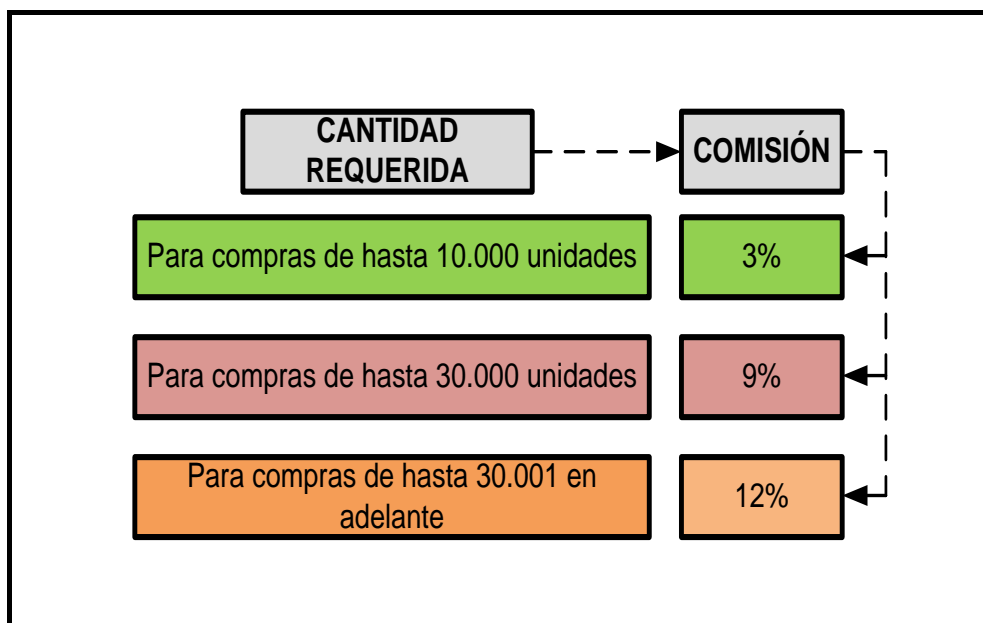 CANTIDAD
REQUERIDA
COMISIÓN
Para compras de hasta 10.000 unidades
3%
Para compras de hasta 30.000 unidades
9%
Para compras de hasta 30.001 en
adelante
12%